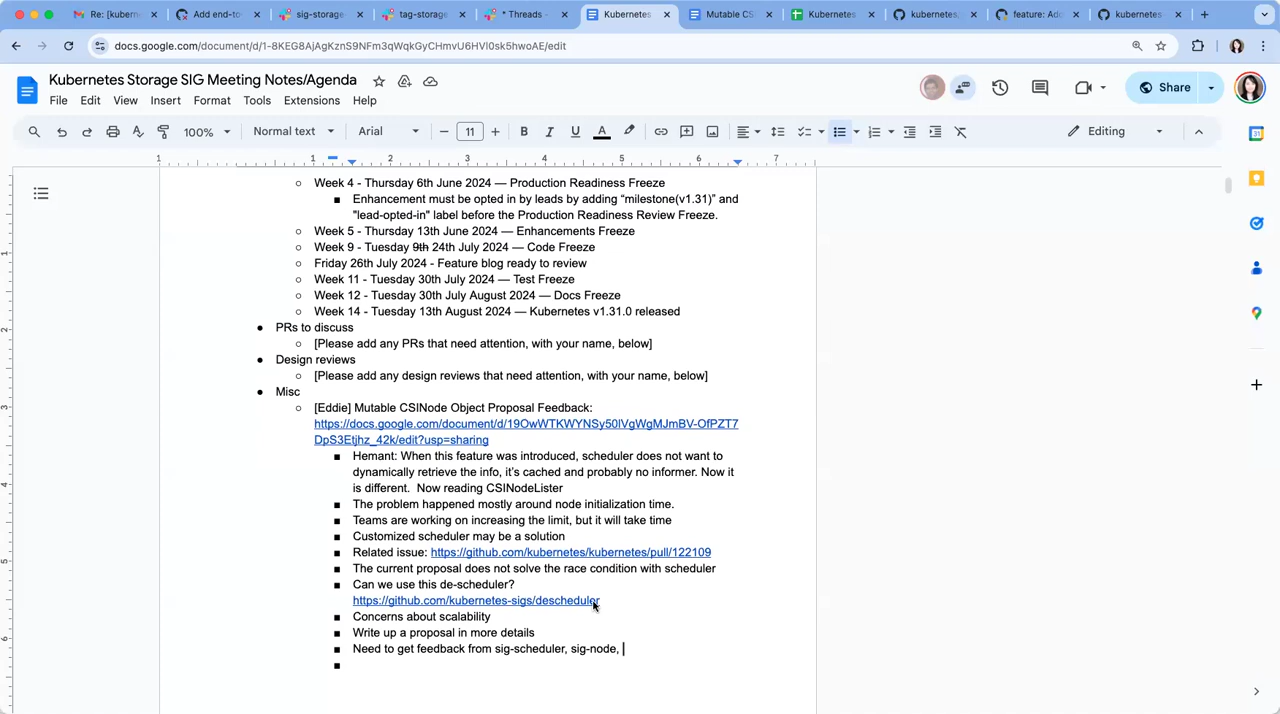 Re: [kubern
sig-storage
tag-storage
* Threads -
Kubernetes
Mutable CS
Kubernetes
kubernetes,
feature: Add
kubernetes
docs.google.com/document/d/1-8KEG8AjAgKznS9NFm3qWqkGyCHmvU6HVl0sk5hwoAE/edit
Kubernetes Storage SIG Meeting Notes/Agenda
File Edit View Insert Format Tools Extensions Help
Share
100% Normal text Arial 11 Editing
1 1 2 3 4 5 6 7
Week 4 - Thursday 6th June 2024 — Production Readiness Freeze
Enhancement must be opted in by leads by adding “milestone(v1.31)” and
"lead-opted-in" label before the Production Readiness Review Freeze.
Week 5 - Thursday 13th June 2024 — Enhancements Freeze
Week 9 - Tuesday 9th 24th July 2024 — Code Freeze
Friday 26th July 2024 - Feature blog ready to review
Week 11 - Tuesday 30th July 2024 — Test Freeze
Week 12 - Tuesday 30th July August 2024 — Docs Freeze
Week 14 - Tuesday 13th August 2024 — Kubernetes v1.31.0 released
PRs to discuss
[Please add any PRs that need attention, with your name, below]
Design reviews
[Please add any design reviews that need attention, with your name, below]
Misc
[Eddie] Mutable CSINode Object Proposal Feedback:
https://docs.google.com/document/d/19OwWTKWYNSy50lVgWgMJmBV-OfPZT7
DpS3Etjhz_42k/edit?usp=sharing
Hemant: When this feature was introduced, scheduler does not want to
dynamically retrieve the info, it’s cached and probably no informer. Now it
is different.  Now reading CSINodeLister
The problem happened mostly around node initialization time.
Teams are working on increasing the limit, but it will take time
Customized scheduler may be a solution
Related issue: https://github.com/kubernetes/kubernetes/pull/122109
The current proposal does not solve the race condition with scheduler
Can we use this de-scheduler?
https://github.com/kubernetes-sigs/descheduler
Concerns about scalability
Write up a proposal in more details
Need to get feedback from sig-scheduler, sig-node,